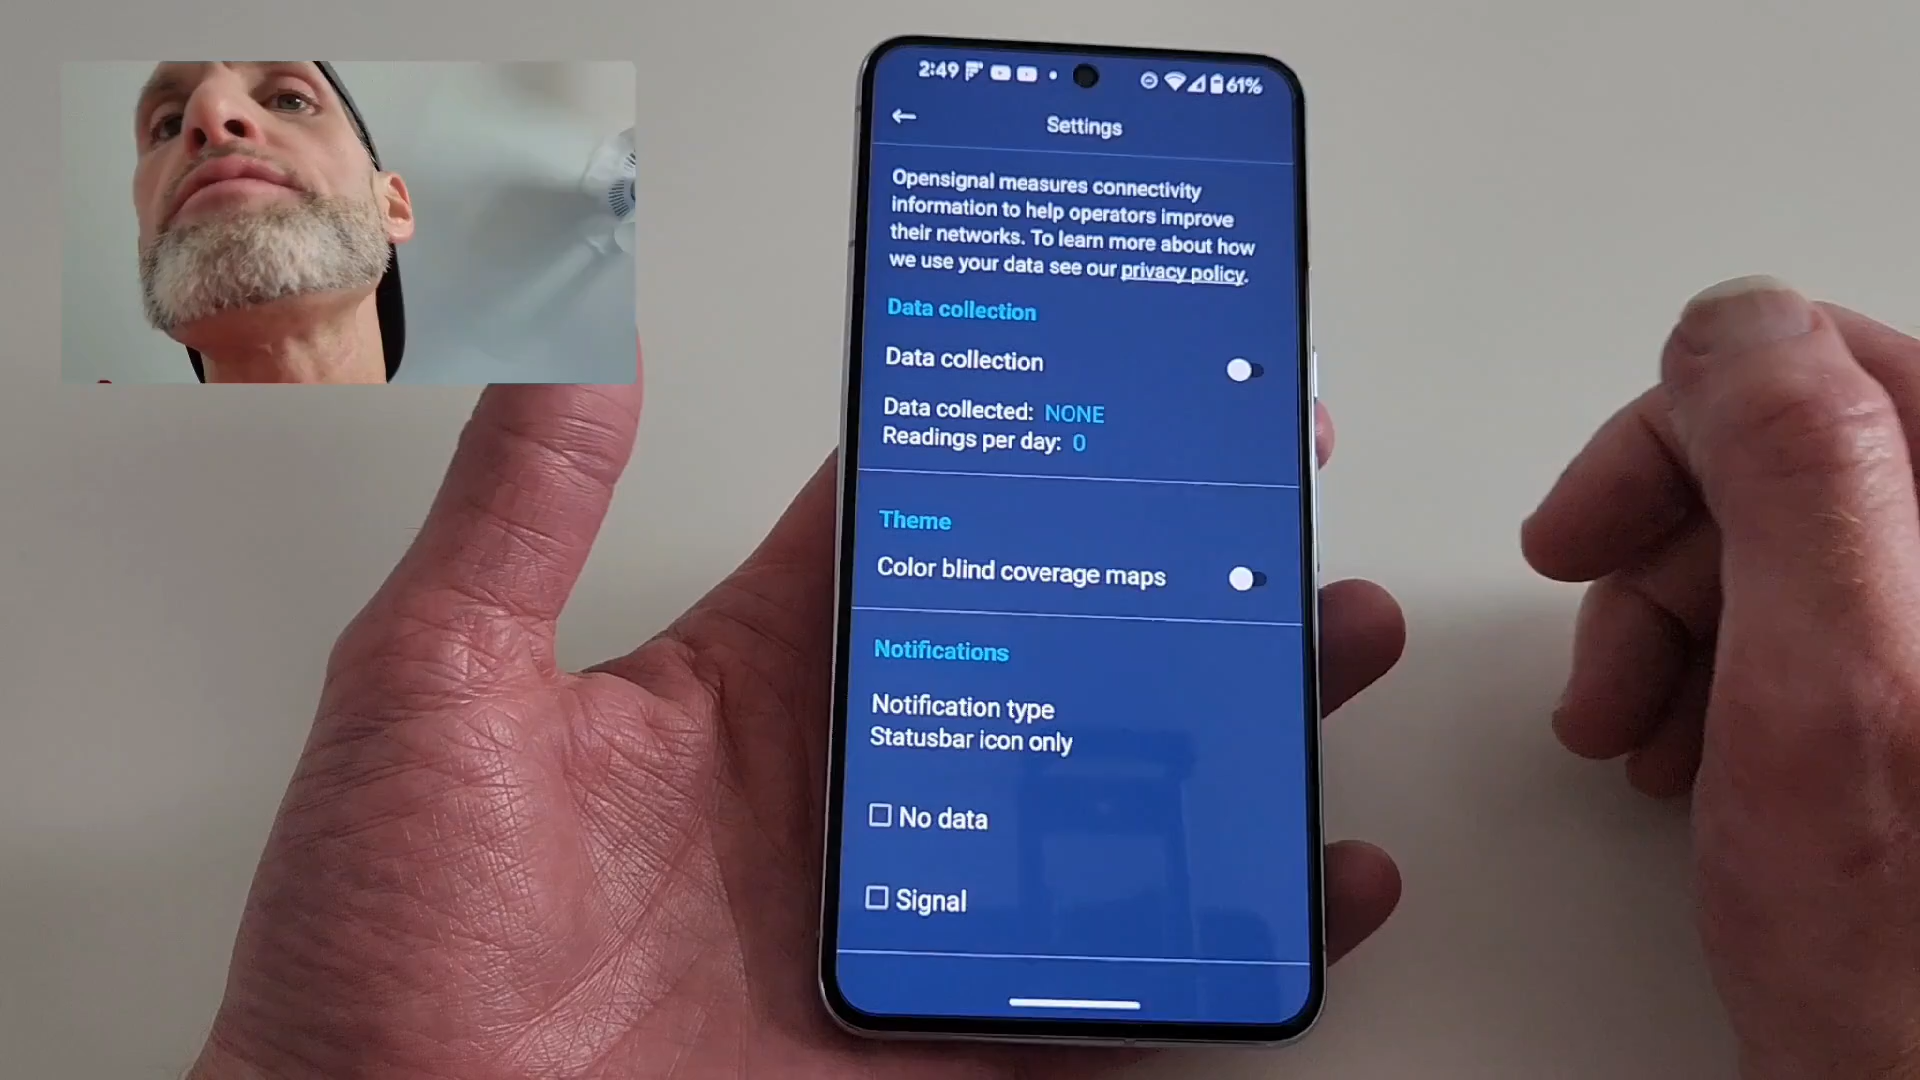 2:49
61%
Settings
Opensignal measures connectivity
information to help operators improve
their networks. To learn more about how
we use your data see our privacy policy.
Data collection
Data collection
Data collected: NONE
Readings per day: 0
Theme
Color blind coverage maps
Notifications
Notification type
Statusbar icon only
No data
Signal